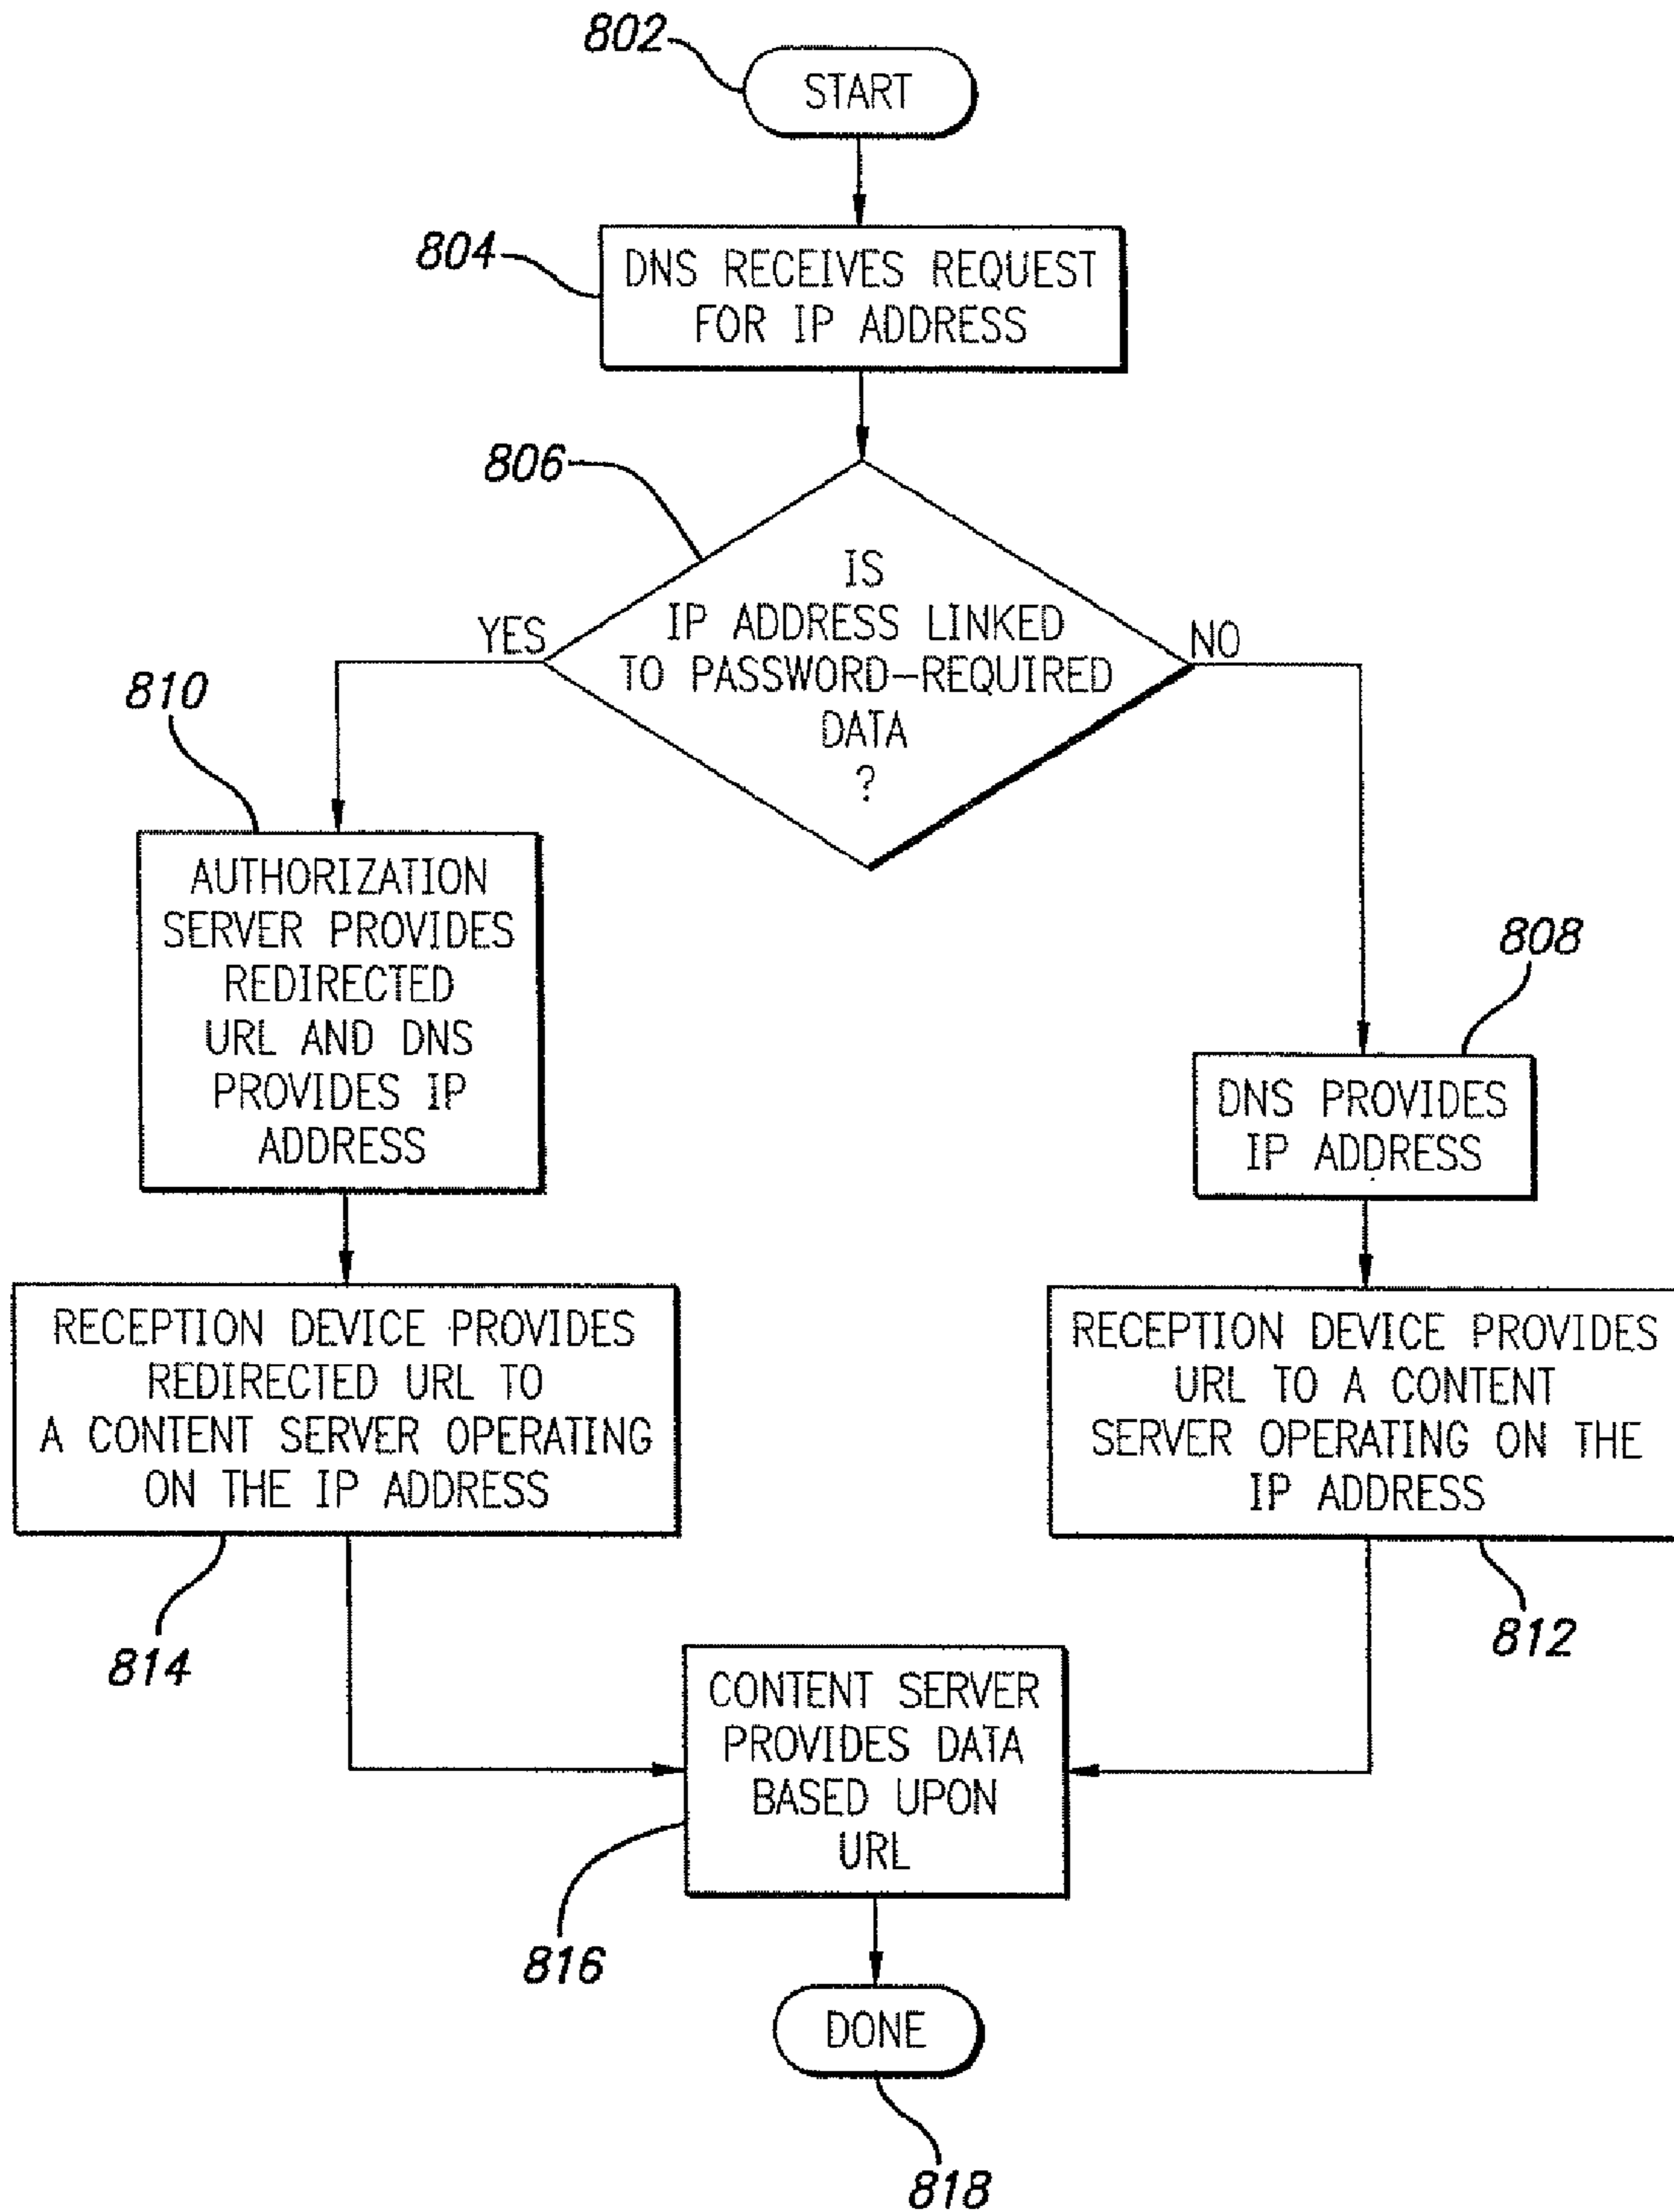 802
START
804
DNS RECEIVES REQUEST
FOR IP ADDRESS
806
IS
IP ADDRESS LINKED
TO PASSWORD-REQUIRED
DATA
?
YES
NO
810
AUTHORIZATION
SERVER PROVIDES
REDIRECTED
URL AND DNS
PROVIDES IP
ADDRESS
808
DNS PROVIDES
IP ADDRESS
RECEPTION DEVICE PROVIDES
REDIRECTED URL TO
A CONTENT SERVER OPERATING
ON THE IP ADDRESS
814
RECEPTION DEVICE PROVIDES
URL TO A CONTENT
SERVER OPERATING ON THE
IP ADDRESS
812
CONTENT SERVER
PROVIDES DATA
BASED UPON
URL
816
DONE
818